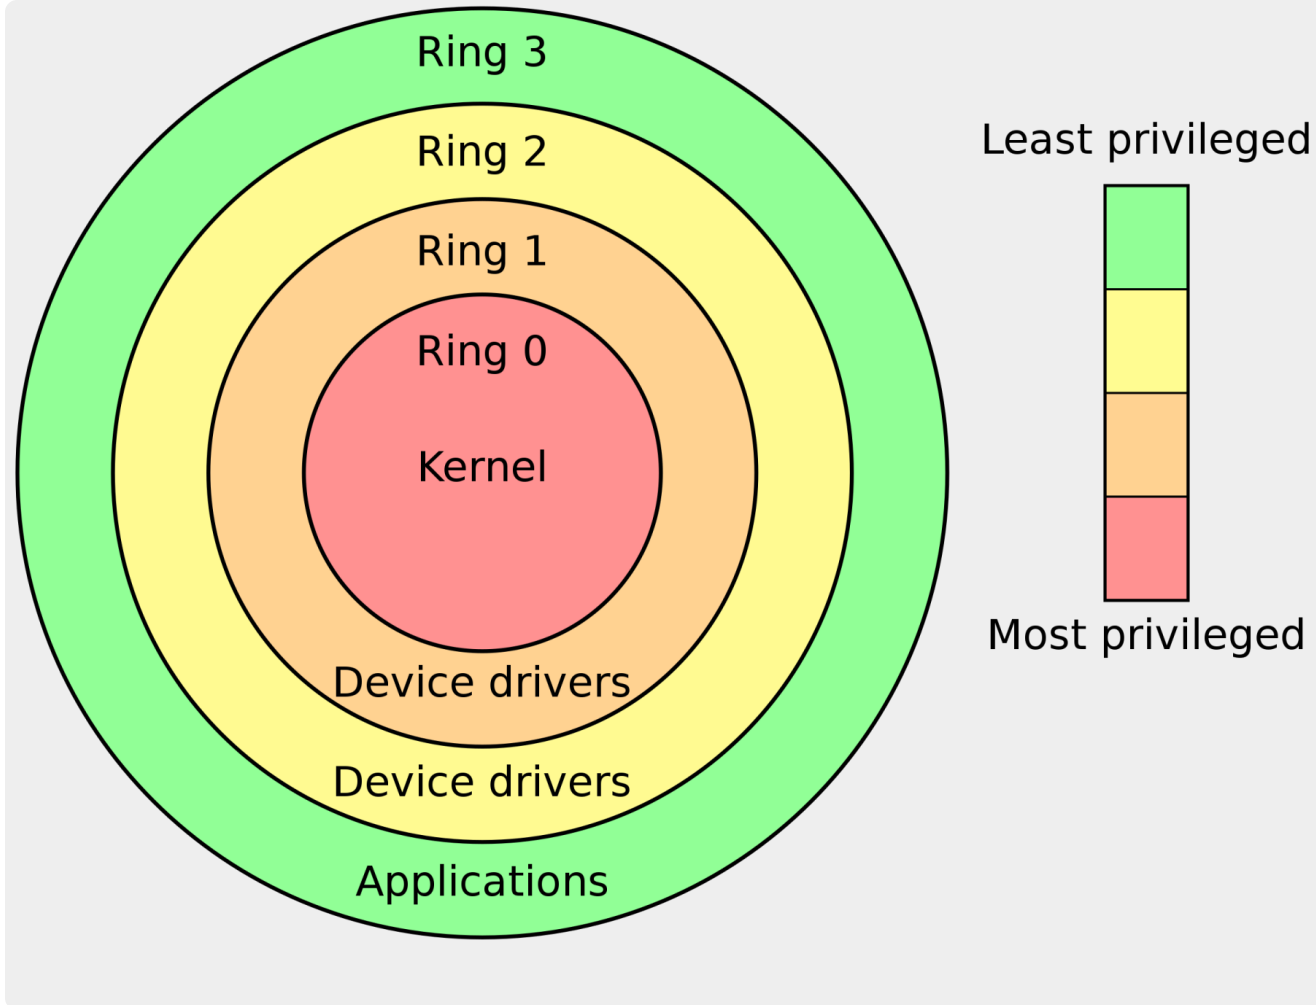 Ring 3
Ring 2
Ring 1
Ring 0
Kernel
Device drivers
Device drivers
Applications
Least privileged
Most privileged